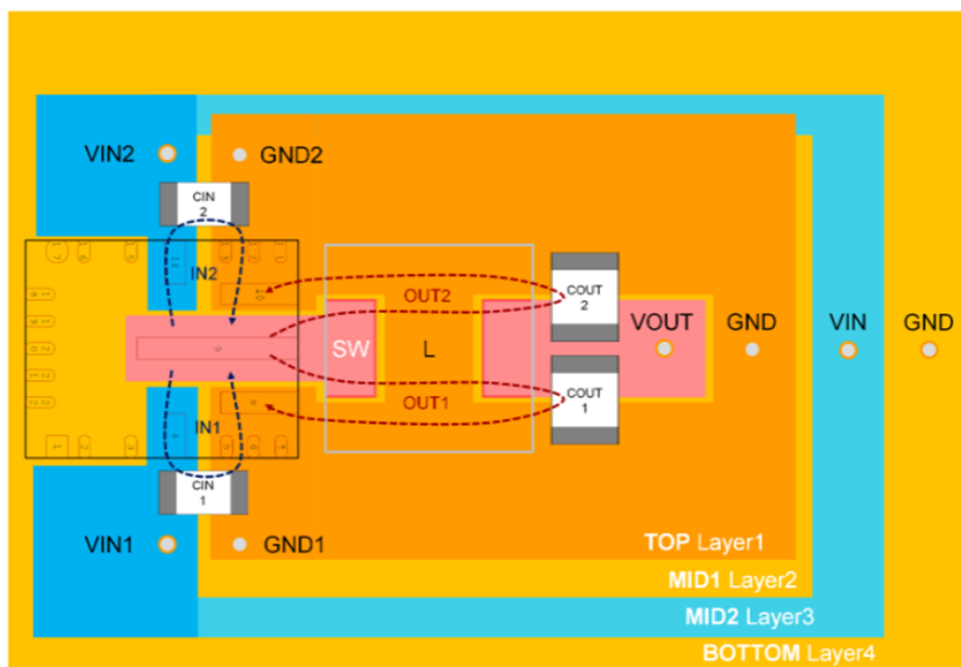 VIN2
GND2
CIN
2
IN2
OUT2
COUT
2
SW
L
VOUT
GND
VIN
GND
OUT1
COUT
1
IN1
CIN
1
VIN1
GND1
TOP Layer1
MID1 Layer2
MID2 Layer3
BOTTOM Layer4